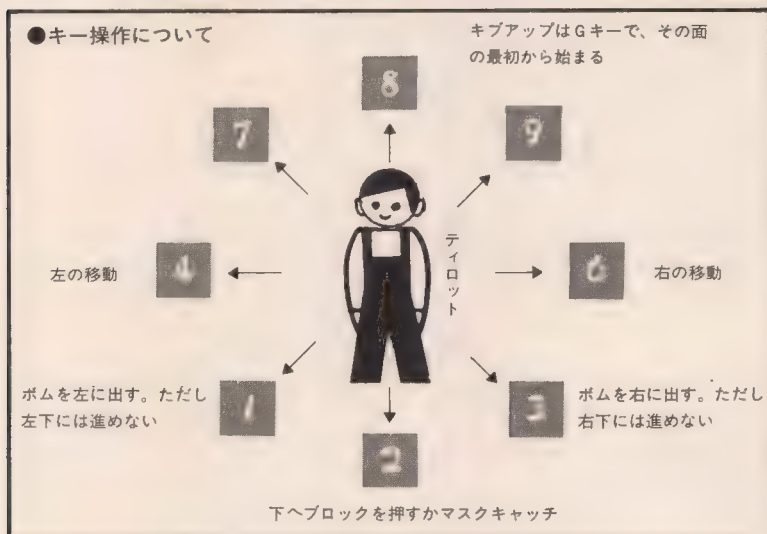 ●キー操作について
キブアップはGキーで、その面
の最初から始まる
8
7
9
ティロット
左の移動
4
6
右の移動
ボムを左に出す。ただし
左下には進めない
1
3
ボムを右に出す。ただし
右下には進めない
2
下へブロックを押すかマスクキャッチ